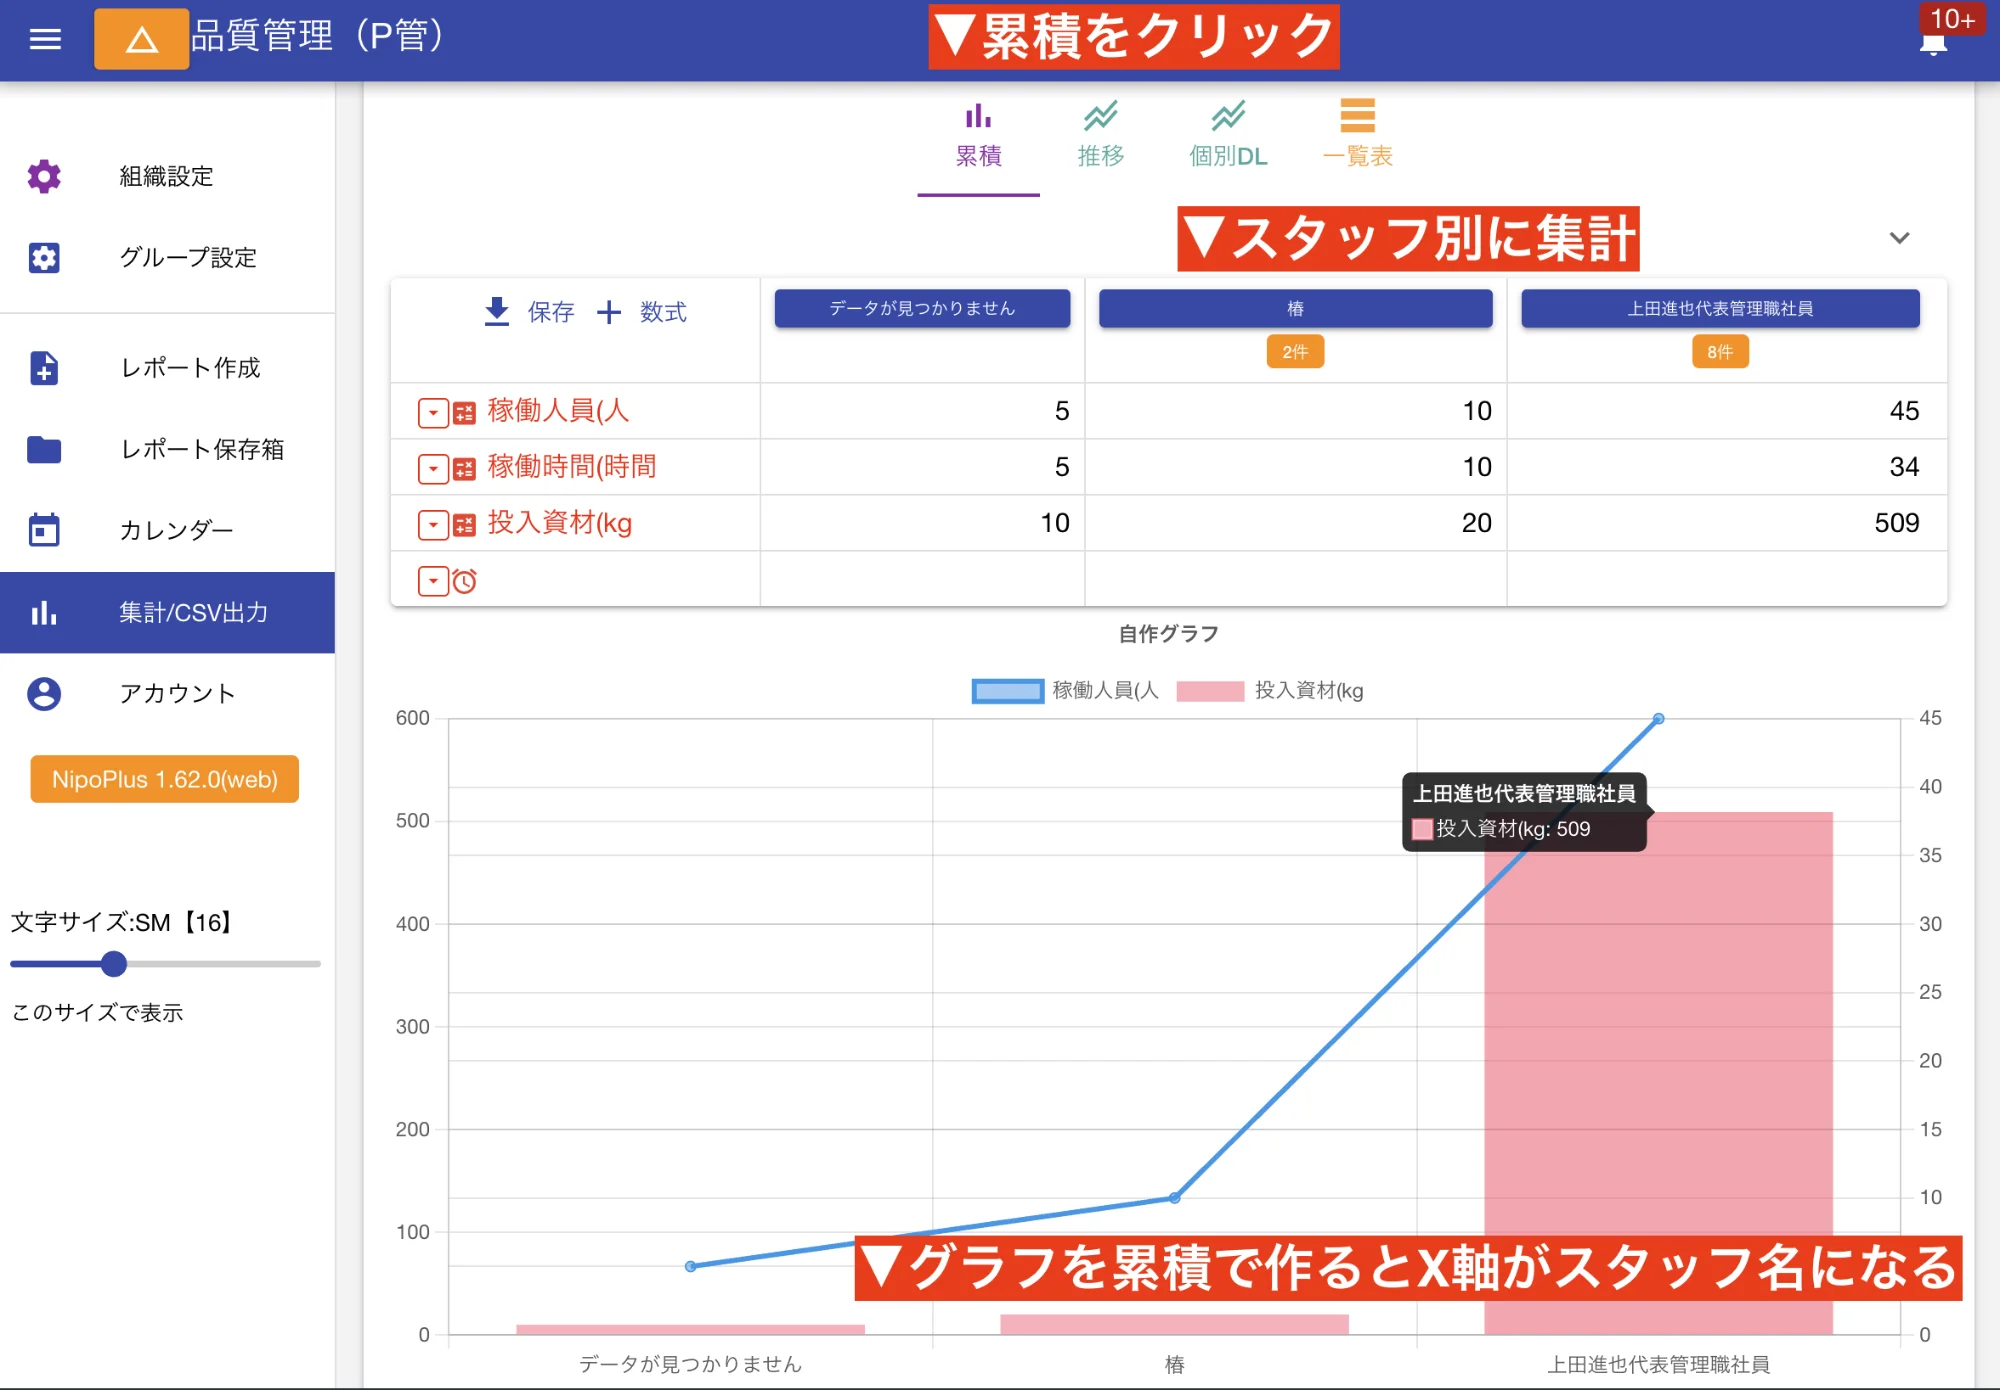 品質管理（P管）
▼累積をクリック
10+
組織設定
グループ設定
レポート作成
レポート保存箱
カレンダー
集計/CSV出力
アカウント
NipoPlus 1.62.0(web)
文字サイズ:SM【16】
このサイズで表示
累積
推移
個別DL
一覧表
▼スタッフ別に集計
保存
数式
データが見つかりません
椿
上田進也代表管理職社員
2件
8件
稼働人員(人
5
10
45
稼働時間(時間
5
10
34
投入資材(kg
10
20
509
自作グラフ
稼働人員(人
投入資材(kg
600
500
400
300
200
100
0
45
40
35
30
25
20
15
10
0
上田進也代表管理職社員
投入資材(kg: 509
▼グラフを累積で作るとX軸がスタッフ名になる
データが見つかりません
椿
上田進也代表管理職社員